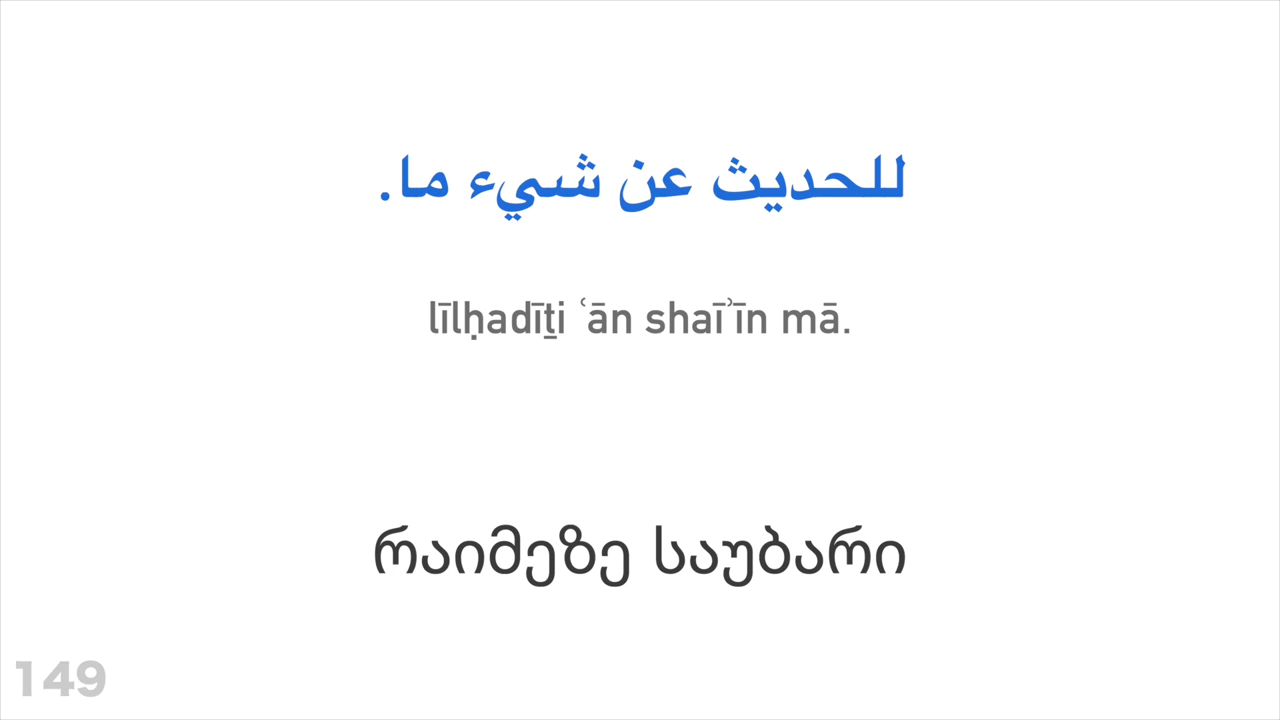 للحديث عن شيء ما.
līlḥadīṯi ʿān shaīʾīn mā.
რაიმეზე საუბარი
149